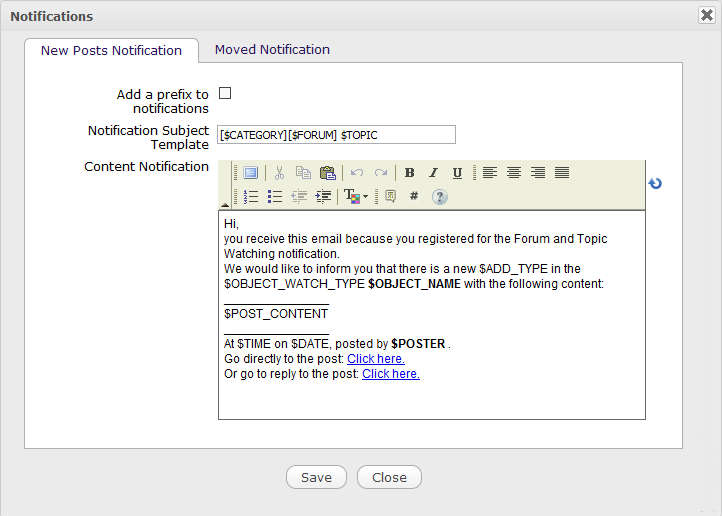 Notifications
New Posts Notification
Moved Notification
Add a prefix to
notifications
Notification Subject
Template
[$CATEGORY][$FORUM] $TOPIC
Content Notification
B I U
T
#
?
Hi,
you receive this email because you registered for the Forum and Topic
Watching notification.
We would like to inform you that there is a new $ADD_TYPE in the
$OBJECT_WATCH_TYPE $OBJECT_NAME with the following content:
_______________
$POST_CONTENT
_______________
At $TIME on $DATE, posted by $POSTER .
Go directly to the post: Click here.
Or go to reply to the post: Click here.
Save
Close